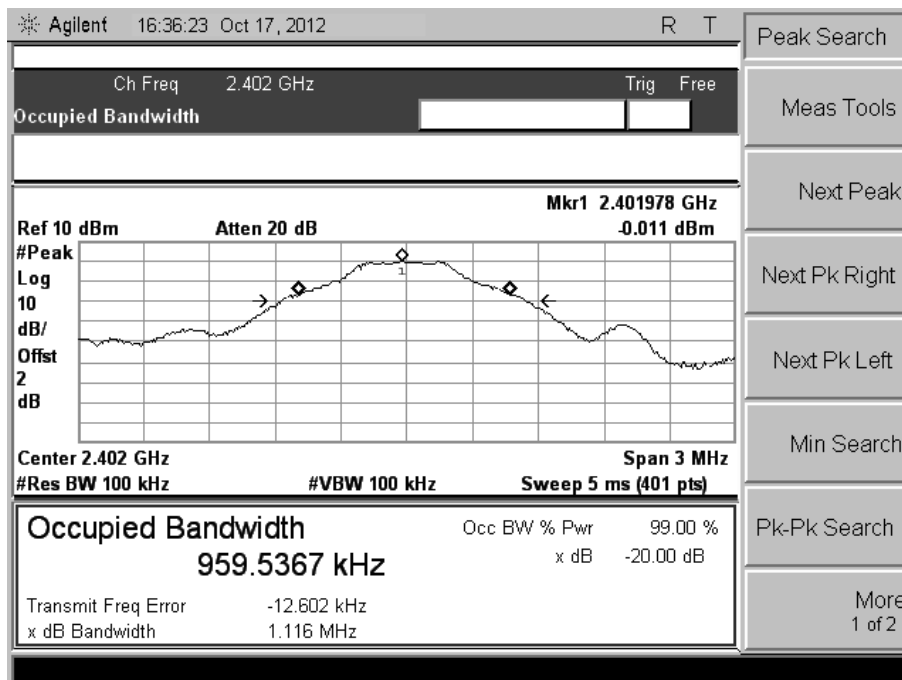 Agilent 16:36:23 Oct 17, 2012 R T
Ch Freq 2.402 GHz Trig Free
Occupied Bandwidth
Mkr1 2.401978 GHz
Ref 10 dBm Atten 20 dB -0.011 dBm
#Peak
Log
10
dB/
Offst
2
dB
1
Center 2.402 GHz Span 3 MHz
#Res BW 100 kHz #VBW 100 kHz Sweep 5 ms (401 pts)
Occupied Bandwidth Occ BW % Pwr 99.00 %
959.5367 kHz x dB -20.00 dB
Transmit Freq Error -12.602 kHz
x dB Bandwidth 1.116 MHz
Peak Search
Meas Tools
Next Peak
Next Pk Right
Next Pk Left
Min Search
Pk-Pk Search
More
1 of 2